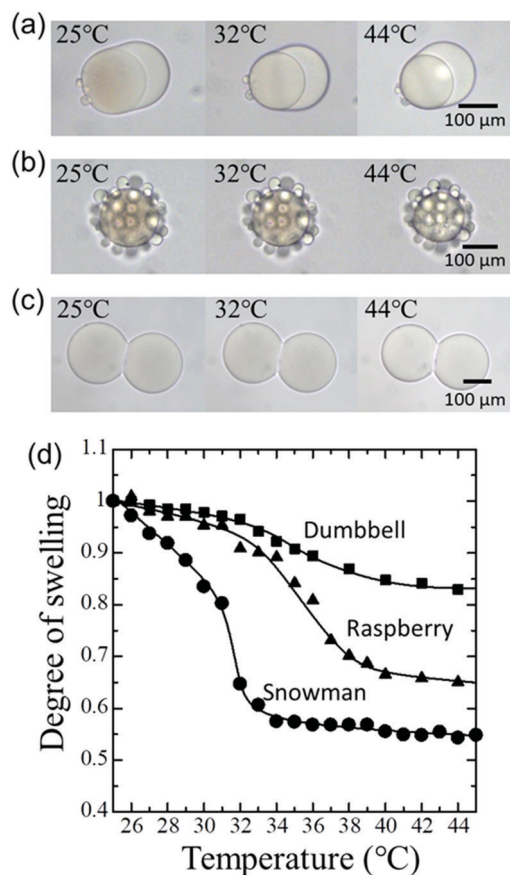 (a)
25°C 32°C 44°C
100 μm
(b)
25°C 32°C 44°C
100 μm
(c)
25°C 32°C 44°C
100 μm
(d)
1.1
1
0.9
0.8
0.7
0.6
0.5
0.4
Degree of swelling
Dumbbell
Raspberry
Snowman
26 28 30 32 34 36 38 40 42 44
Temperature (°C)